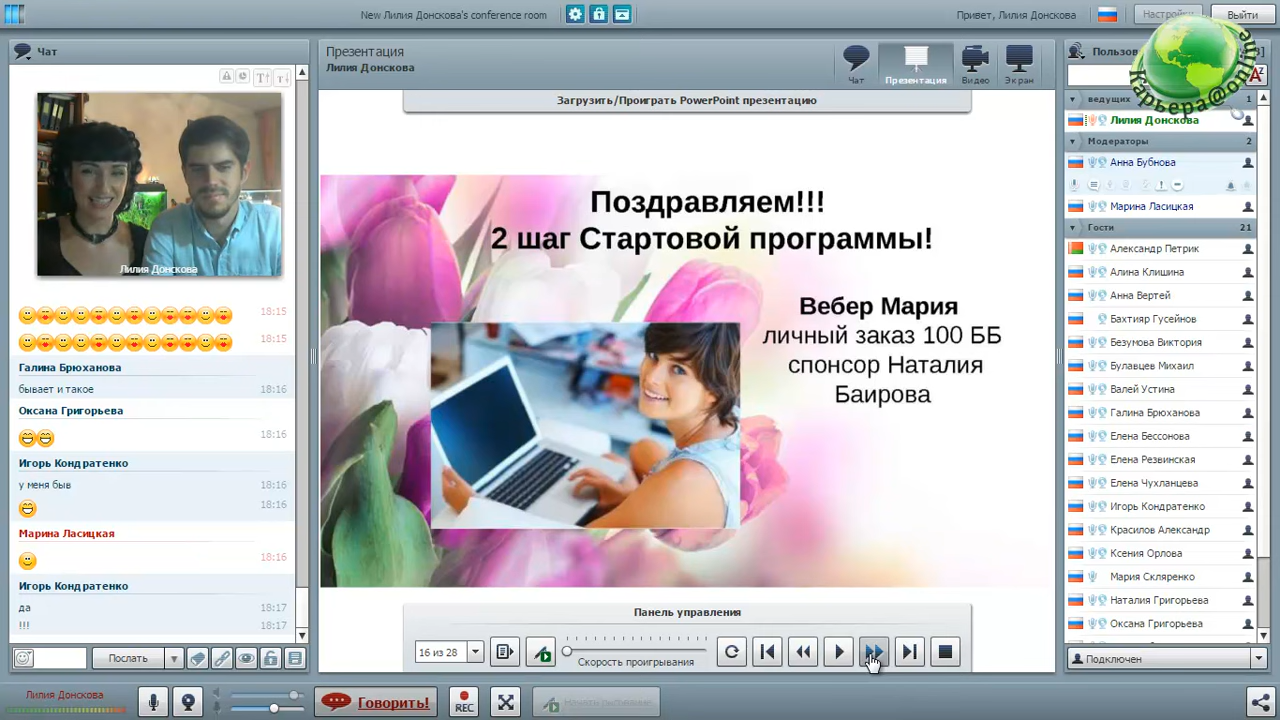 New Лилия Донскова's conference room
Привет, Лилия Донскова
Настройки
Выйти
карьера@online
Чат
Лилия Донскова
18:15
18:15
Галина Брюханова
бывает и такое 18:16
Оксана Григорьева
18:16
Игорь Кондратенко
у меня быв 18:16
18:16
Марина Ласицкая
18:16
Игорь Кондратенко
да 18:17
!!! 18:17
Послать
Презентация
Лилия Донскова
Чат
Презентация
Видео
Экран
Загрузить/Проиграть PowerPoint презентацию
Поздравляем!!!
2 шаг Стартовой программы!
Вебер Мария
личный заказ 100 ББ
спонсор Наталия
Баирова
Панель управления
16 из 28
Скорость проигрывания
ведущих 1
Лилия Донскова
Модераторы 2
Анна Бубнова
Марина Ласицкая
Гости 21
Александр Петрик
Алина Клишина
Анна Вертей
Бахтияр Гусейнов
Безумова Виктория
Булавцев Михаил
Валей Устина
Галина Брюханова
Елена Бессонова
Елена Резвинская
Елена Чухланцева
Игорь Кондратенко
Красилов Александр
Ксения Орлова
Мария Скляренко
Наталия Григорьева
Оксана Григорьева
Подключен
Лилия Донскова
Говорить!
REC